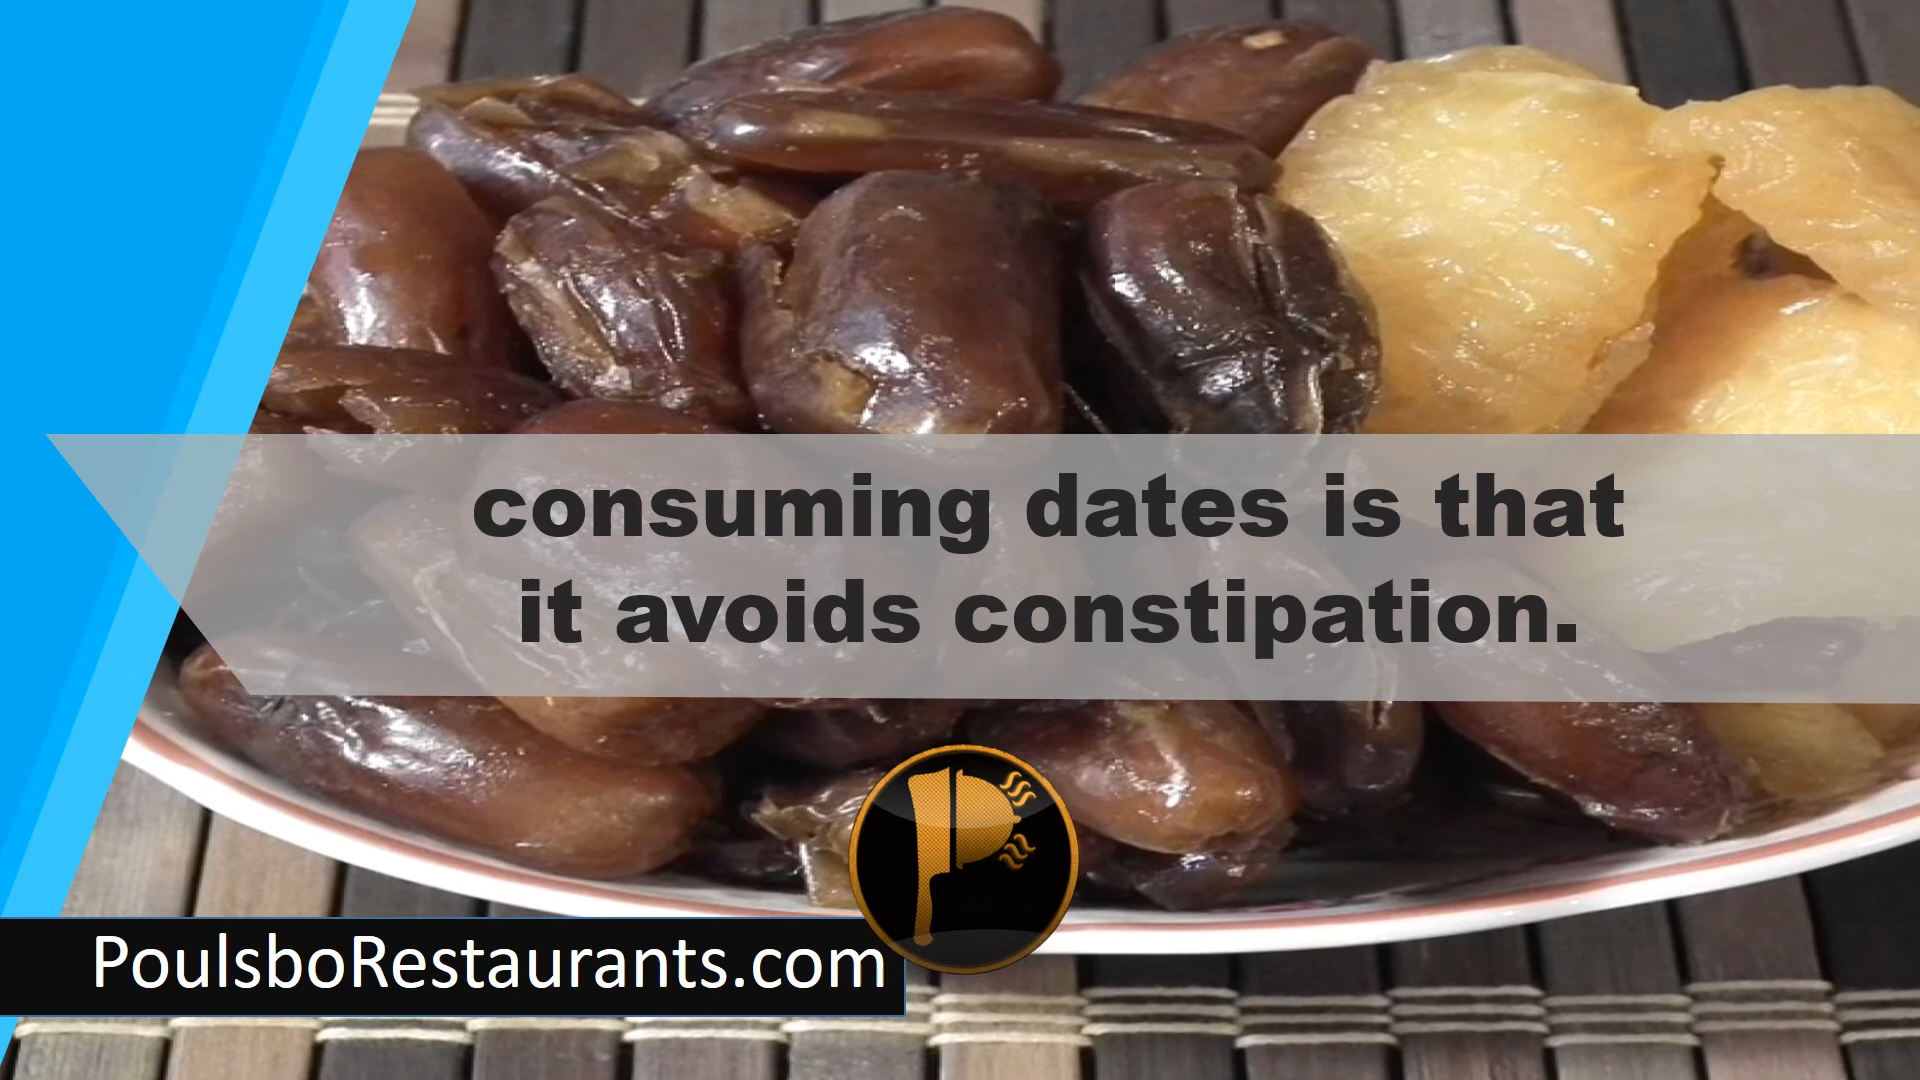 consuming dates is that
it avoids constipation.
PoulsboRestaurants.com